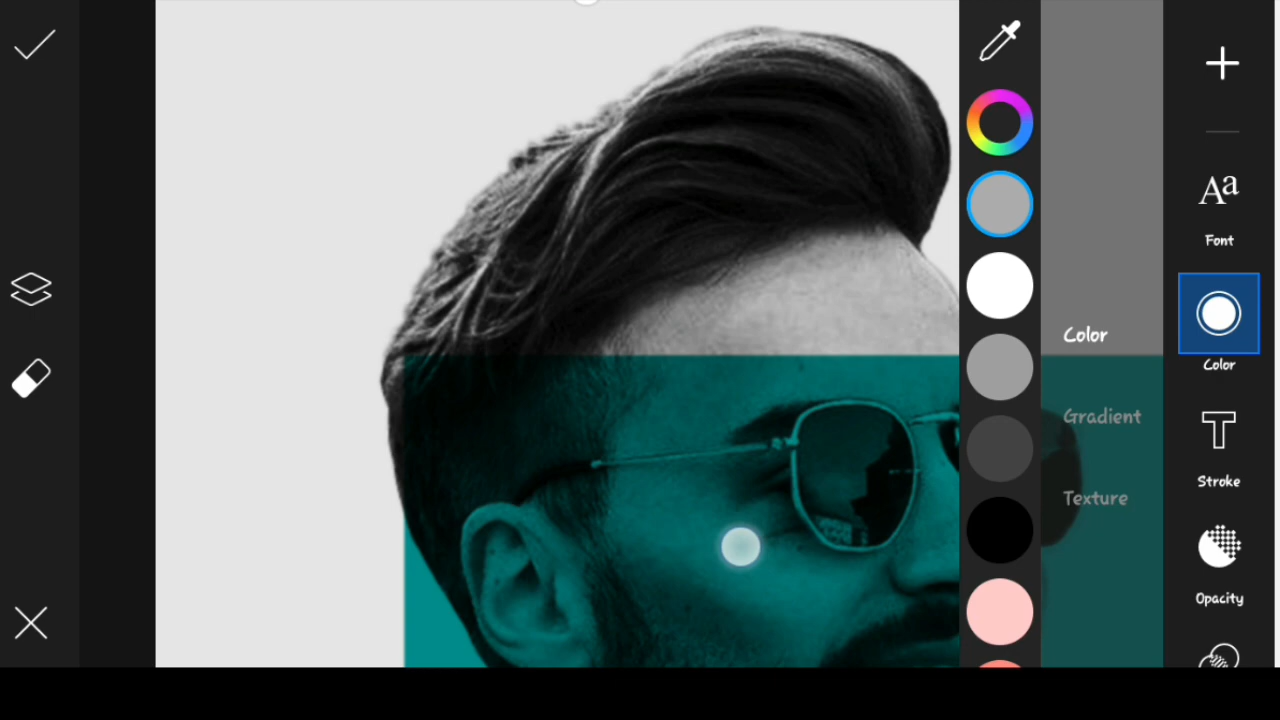 Aa
Font
Color
Color
Gradient
T
Stroke
Texture
Opacity